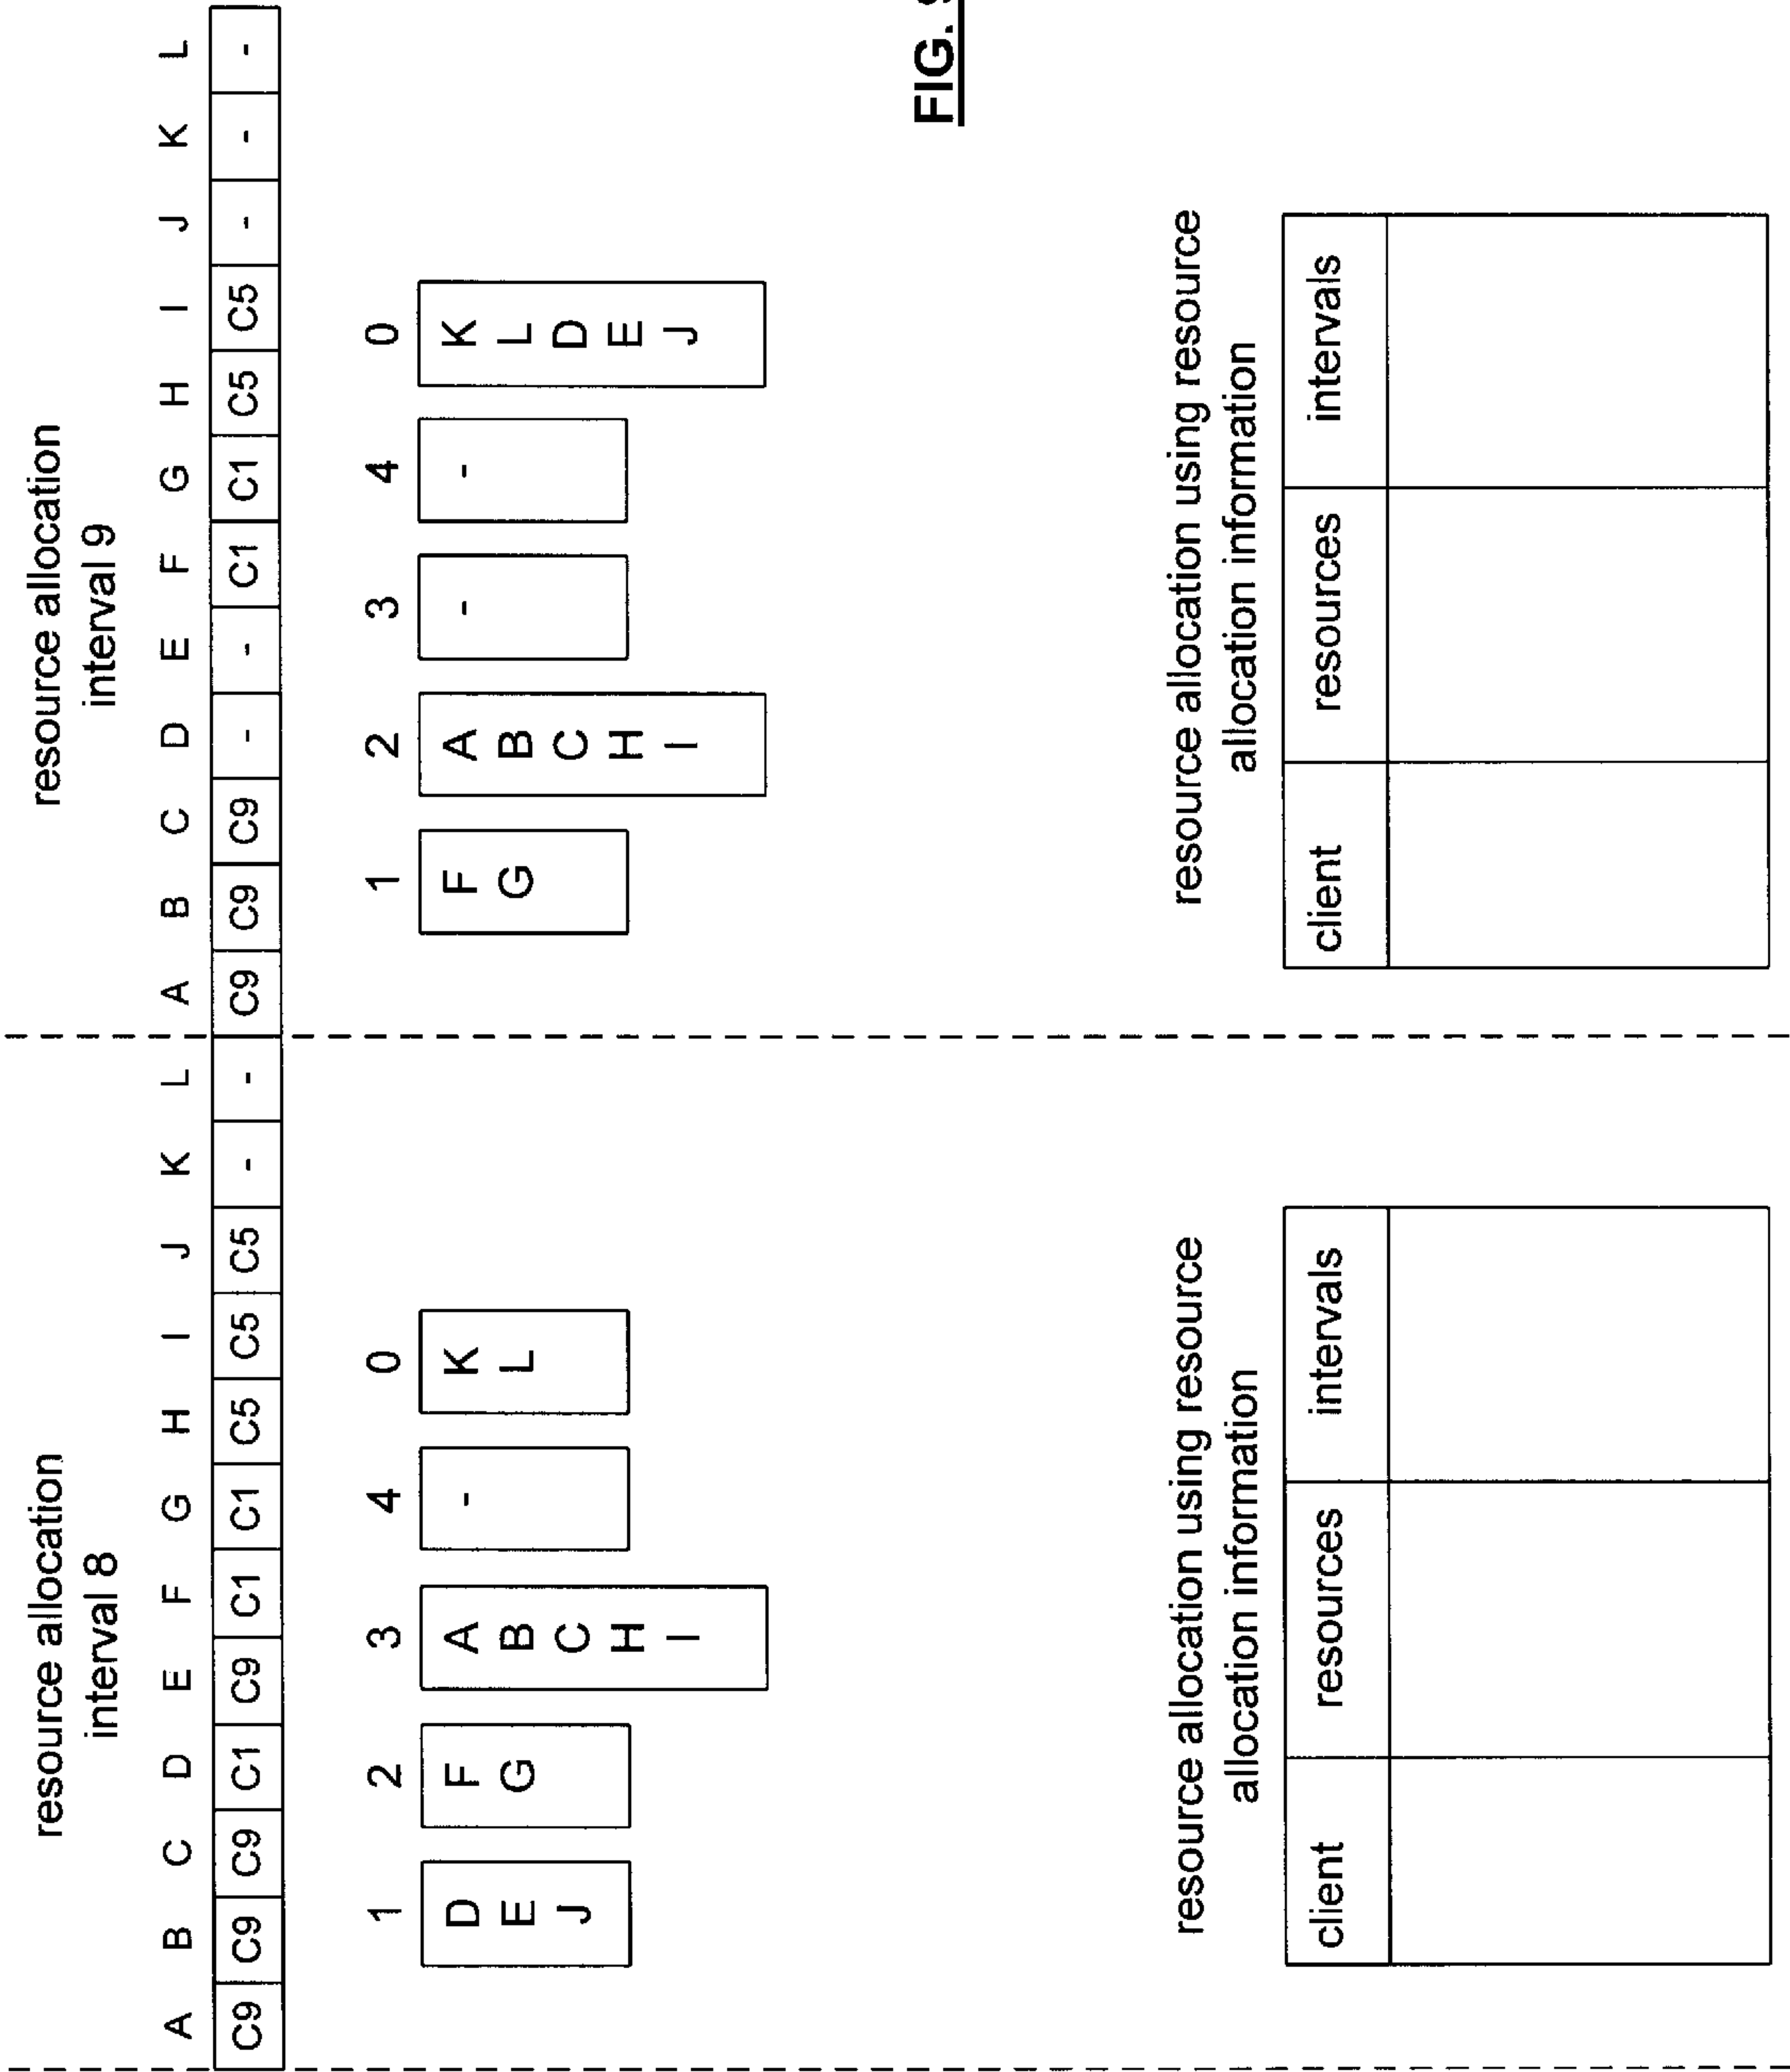 resource allocation
interval 8
A B C D E F G H I J K L
C9 C9 C9 C1 C9 C1 C1 C5 C5 C5 - -
1 2 3 4 0
D F A - K
E G B L
J C
H
I
resource allocation using resource
allocation information
client resources intervals
resource allocation
interval 9
A B C D E F G H I J K L
C9 C9 C9 - - C1 C1 C5 C5 - - -
1 2 3 4 0
F A - - K
G B L
C D
H E
I J
resource allocation using resource
allocation information
client resources intervals
FIG.